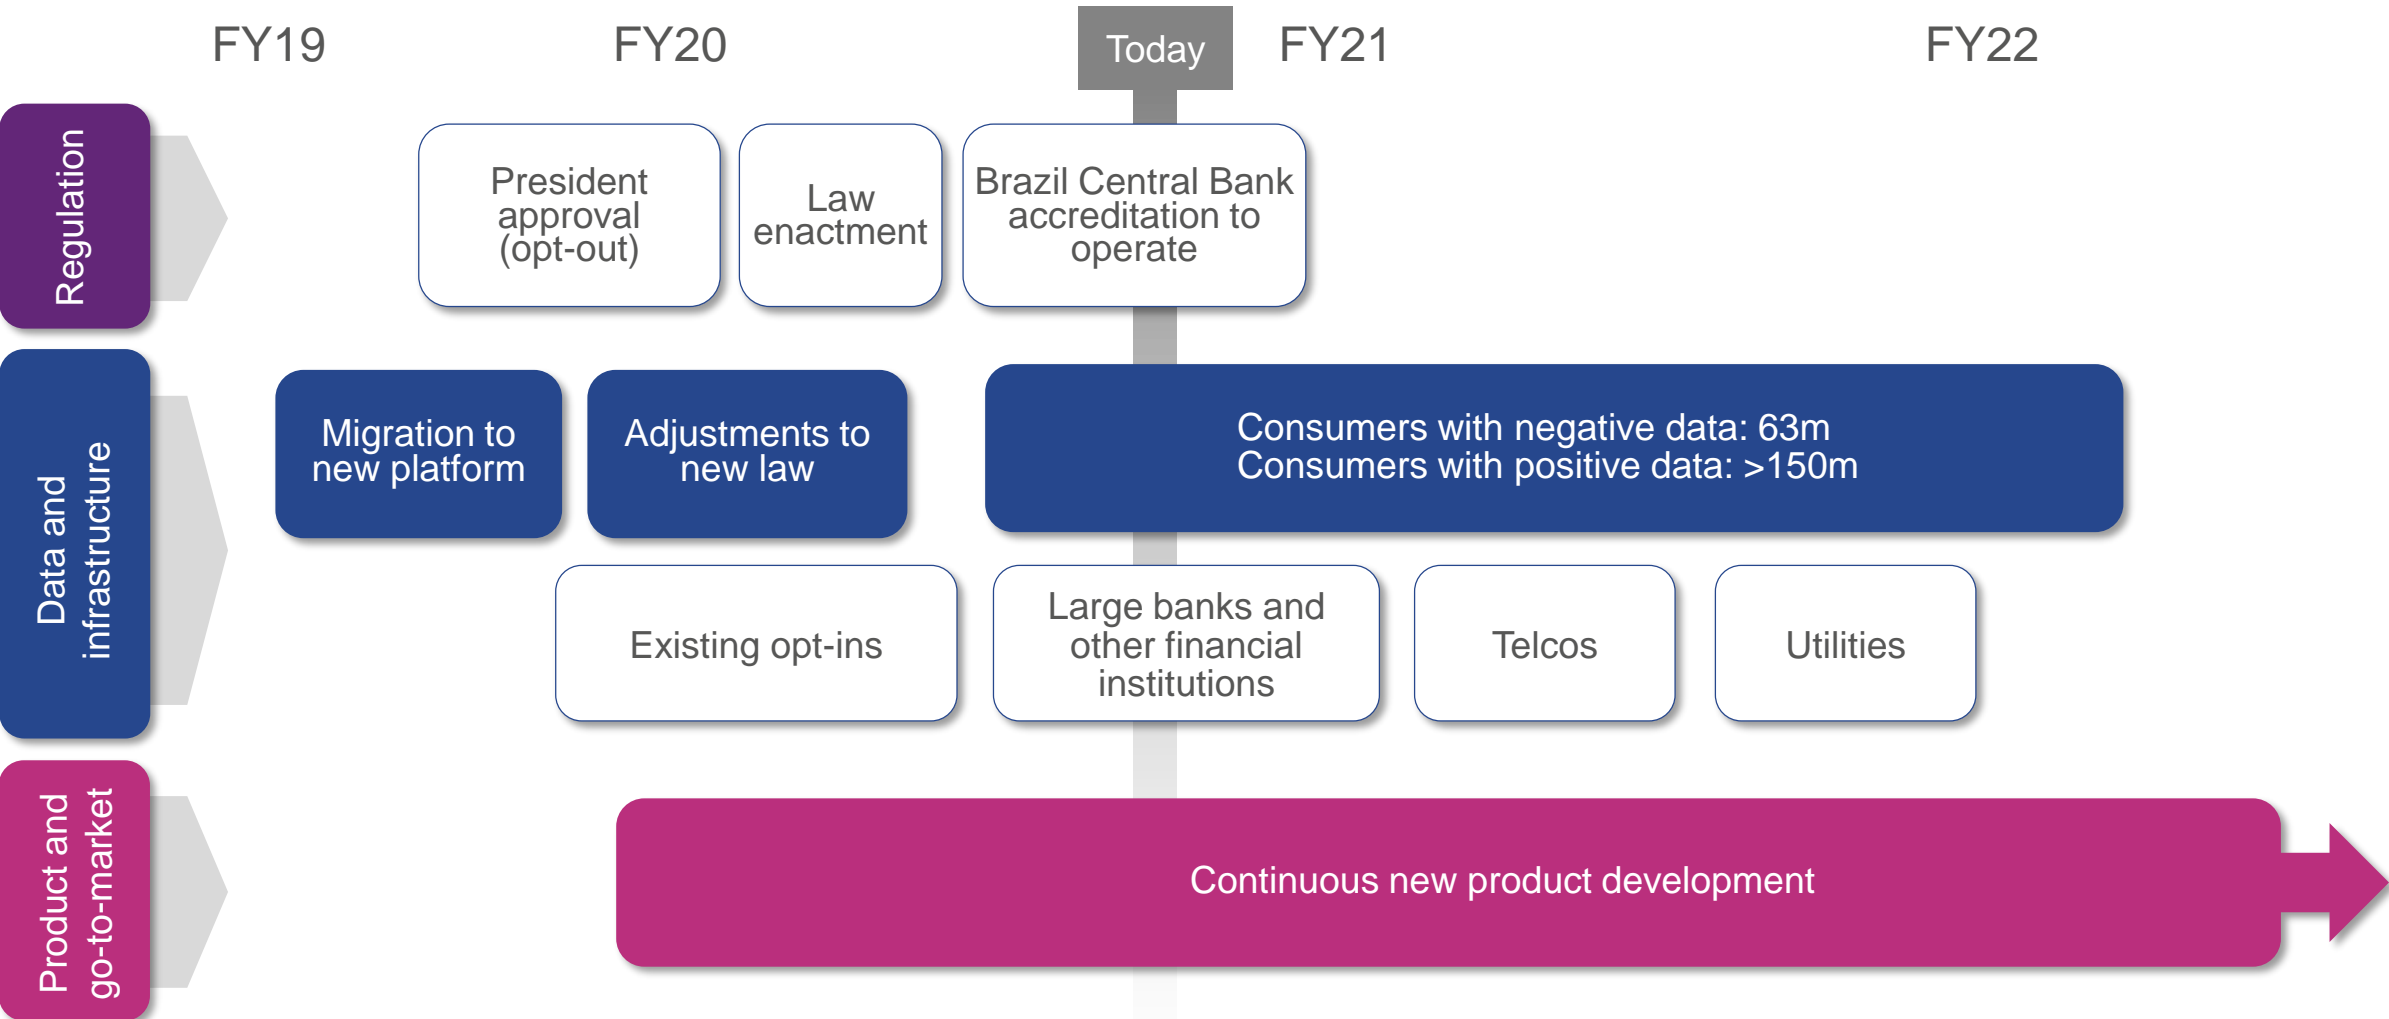 FY19
FY20
Today
FY21
FY22
Regulation
President
approval
(opt-out)
Law
enactment
Brazil Central Bank
accreditation to
operate
Data and
infrastructure
Migration to
new platform
Adjustments to
new law
Consumers with negative data: 63m
Consumers with positive data: >150m
Existing opt-ins
Large banks and
other financial
institutions
Telcos
Utilities
Product and
go-to-market
Continuous new product development